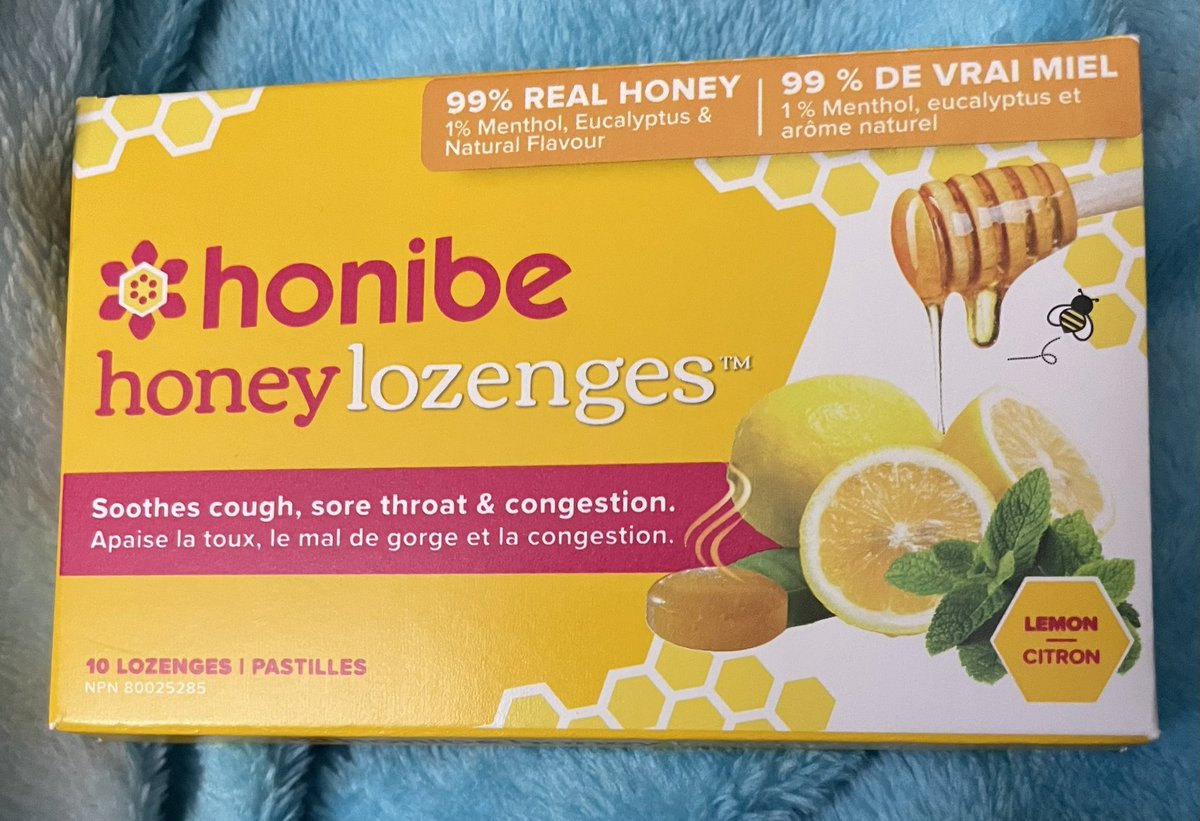 99% REAL HONEY
1% Menthol, Eucalyptus &
Natural Flavour
99 % DE VRAI MIEL
1 % Menthol, eucalyptus et
arôme naturel
honibe
honeylozenges™
Soothes cough, sore throat & congestion.
Apaise la toux, le mal de gorge et la congestion.
10 LOZENGES | PASTILLES
NPN 80025285
LEMON
CITRON